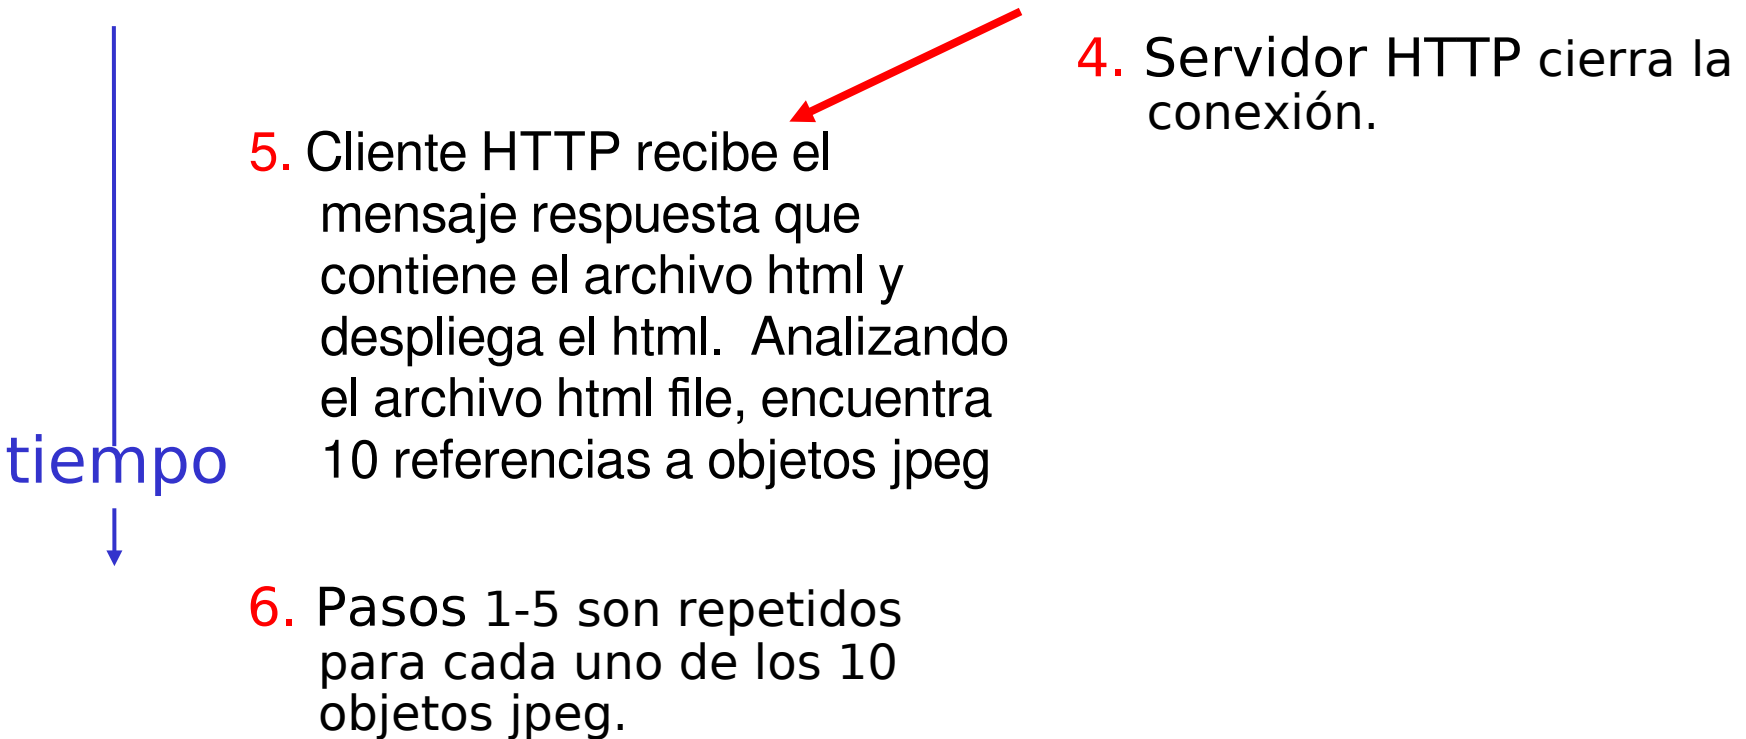 4. Servidor HTTP cierra la
conexión.
5. Cliente HTTP recibe el
mensaje respuesta que
contiene el archivo html y
despliega el html.  Analizando
el archivo html file, encuentra
10 referencias a objetos jpeg
tiempo
6. Pasos 1-5 son repetidos
para cada uno de los 10
objetos jpeg.